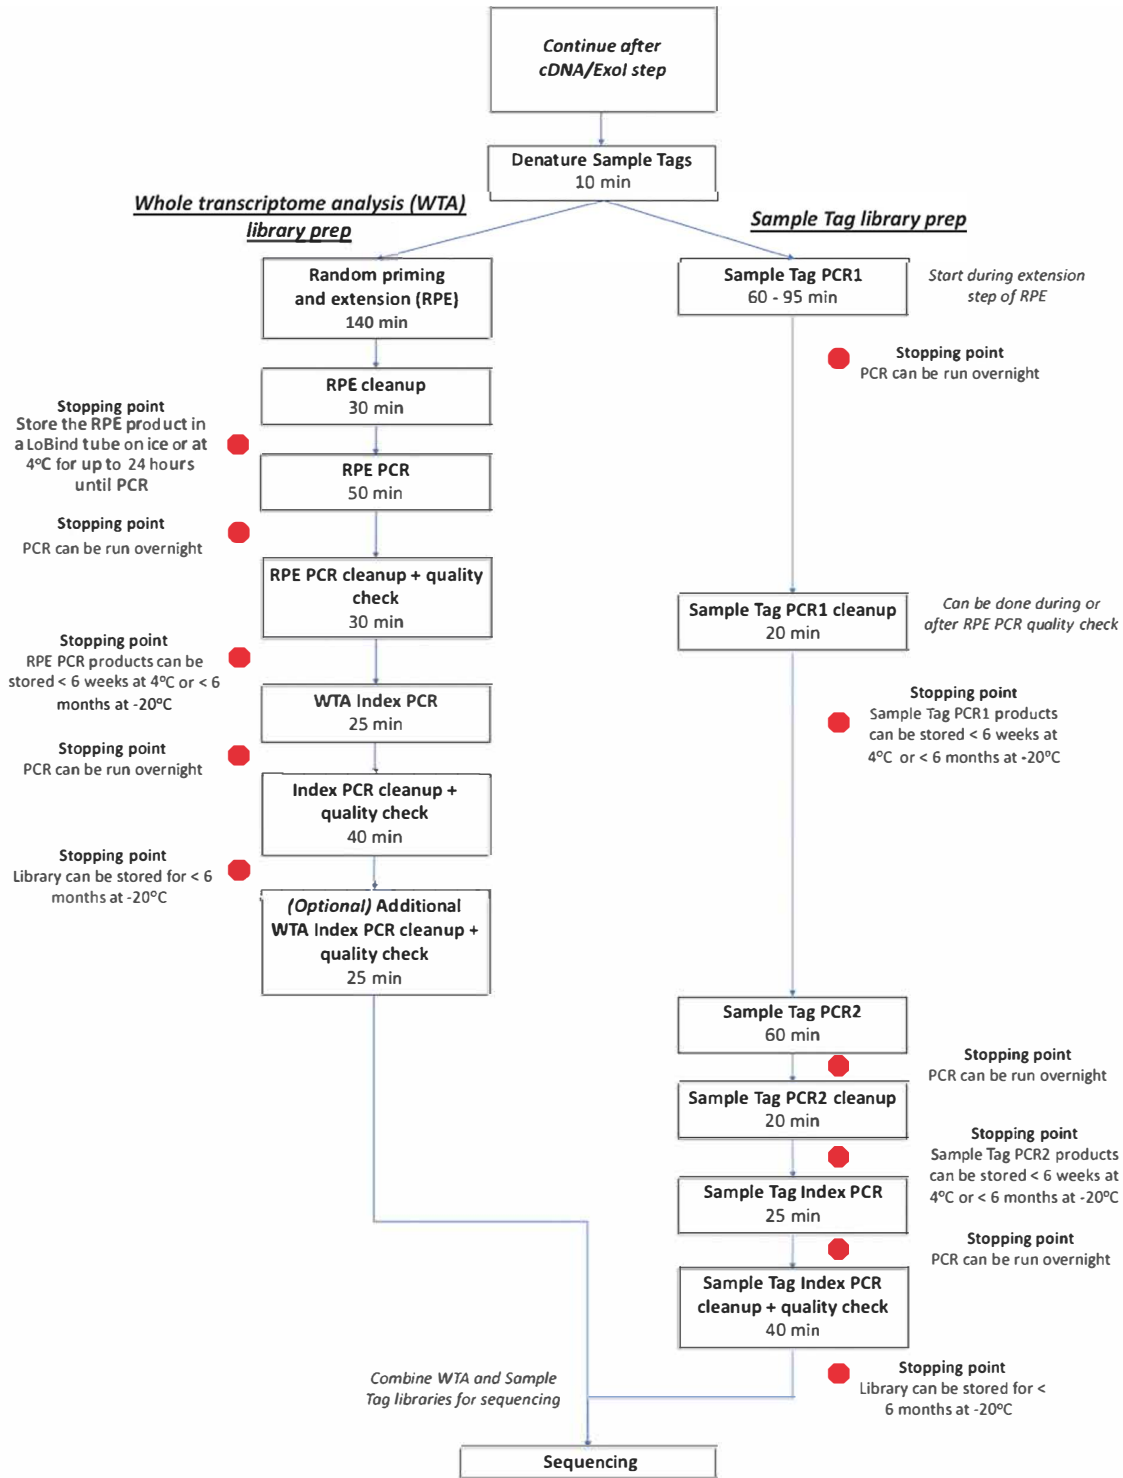 Continue after
cDNA/ExoI step
Denature Sample Tags
10 min
Whole transcriptome analysis (WTA)
library prep
Sample Tag library prep
Random priming
and extension (RPE)
140 min
Sample Tag PCR1
60 - 95 min
Start during extension
step of RPE
Stopping point
PCR can be run overnight
RPE cleanup
30 min
Stopping point
Store the RPE product in
a LoBind tube on ice or at
4°C for up to 24 hours
until PCR
RPE PCR
50 min
Stopping point
PCR can be run overnight
RPE PCR cleanup + quality
check
30 min
Sample Tag PCR1 cleanup
20 min
Can be done during or
after RPE PCR quality check
Stopping point
RPE PCR products can be
stored < 6 weeks at 4°C or < 6
months at -20°C
Stopping point
Sample Tag PCR1 products
can be stored < 6 weeks at
4°C or < 6 months at -20°C
WTA Index PCR
25 min
Stopping point
PCR can be run overnight
Index PCR cleanup +
quality check
40 min
Stopping point
Library can be stored for < 6
months at -20°C
(Optional) Additional
WTA Index PCR cleanup +
quality check
25 min
Sample Tag PCR2
60 min
Stopping point
PCR can be run overnight
Sample Tag PCR2 cleanup
20 min
Stopping point
Sample Tag PCR2 products
can be stored < 6 weeks at
4°C or < 6 months at -20°C
Sample Tag Index PCR
25 min
Stopping point
PCR can be run overnight
Sample Tag Index PCR
cleanup + quality check
40 min
Combine WTA and Sample
Tag libraries for sequencing
Stopping point
Library can be stored for <
6 months at -20°C
Sequencing